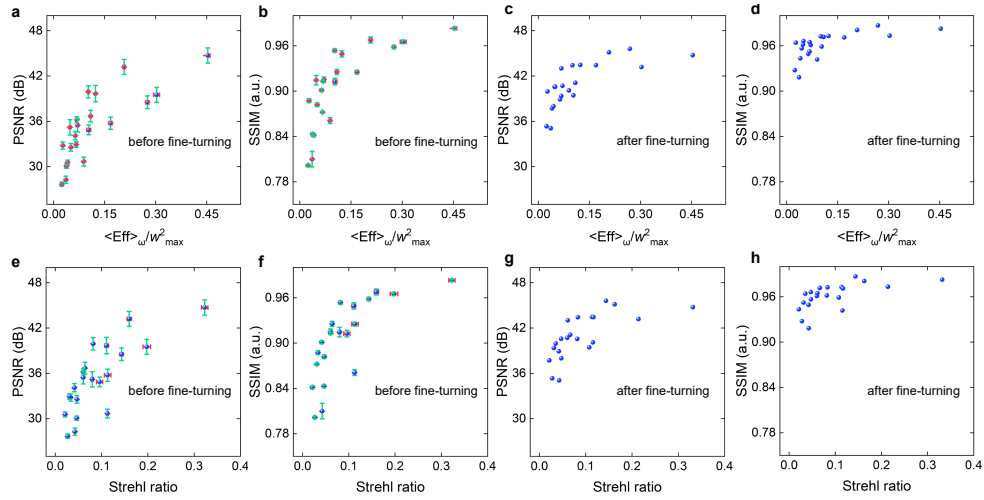 a
b
c
d
48
42
36
30
PSNR (dB)
before fine-turning
0.00
0.15
0.30
0.45
<Eff>ω/w²max
0.96
0.90
0.84
0.78
SSIM (a.u.)
before fine-turning
0.00
0.15
0.30
0.45
<Eff>ω/w²max
48
42
36
30
PSNR (dB)
after fine-turning
0.00
0.15
0.30
0.45
<Eff>ω/w²max
0.96
0.90
0.84
0.78
SSIM (a.u.)
after fine-turning
0.00
0.15
0.30
0.45
<Eff>ω/w²max
e
f
g
h
48
42
36
30
PSNR (dB)
before fine-turning
0.0
0.1
0.2
0.3
0.4
Strehl ratio
0.96
0.90
0.84
0.78
SSIM (a.u.)
before fine-turning
0.0
0.1
0.2
0.3
0.4
Strehl ratio
48
42
36
30
PSNR (dB)
after fine-turning
0.0
0.1
0.2
0.3
0.4
Strehl ratio
0.96
0.90
0.84
0.78
SSIM (a.u.)
after fine-turning
0.0
0.1
0.2
0.3
0.4
Strehl ratio